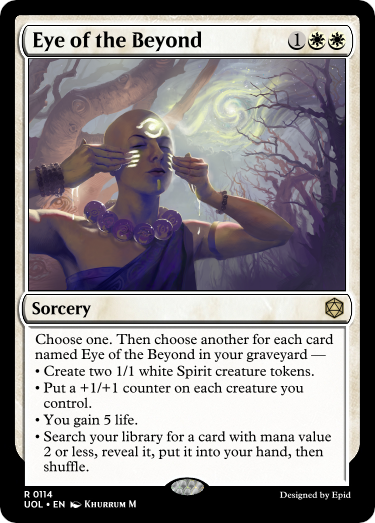 Eye of the Beyond 1
Sorcery
Choose one. Then choose another for each card
named Eye of the Beyond in your graveyard —
• Create two 1/1 white Spirit creature tokens.
• Put a +1/+1 counter on each creature you
control.
• You gain 5 life.
• Search your library for a card with mana value
2 or less, reveal it, put it into your hand, then
shuffle.
R 0114
UOL • EN Khurrum M
Designed by Epid